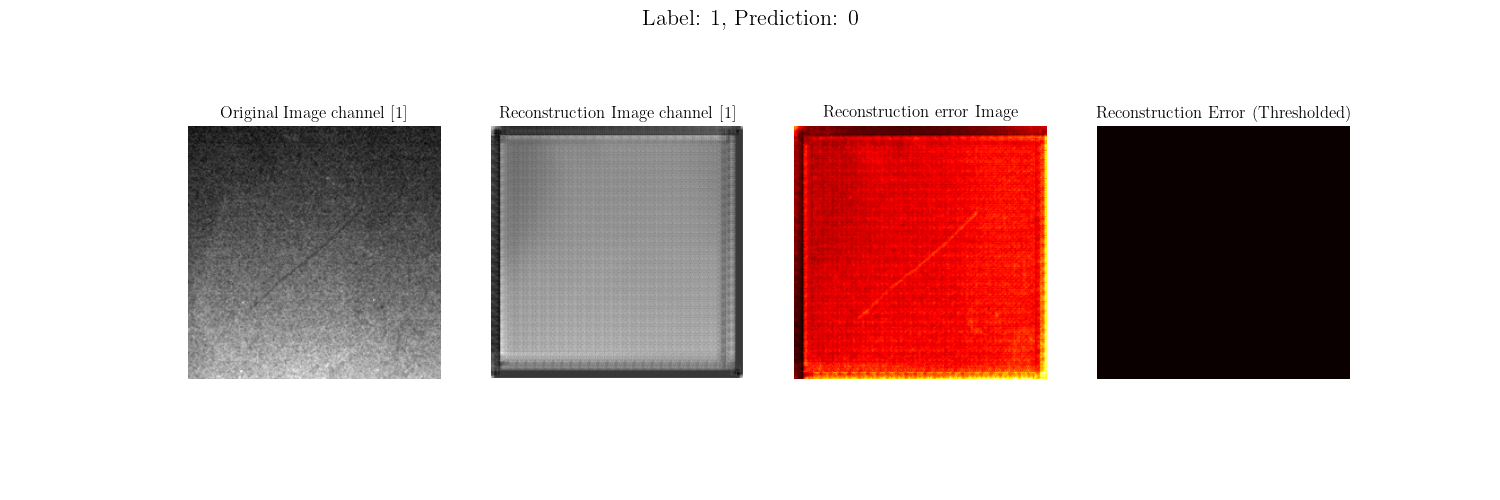 Label: 1, Prediction: 0
Original Image channel [1]
Reconstruction Image channel [1]
Reconstruction error Image
Reconstruction Error (Thresholded)